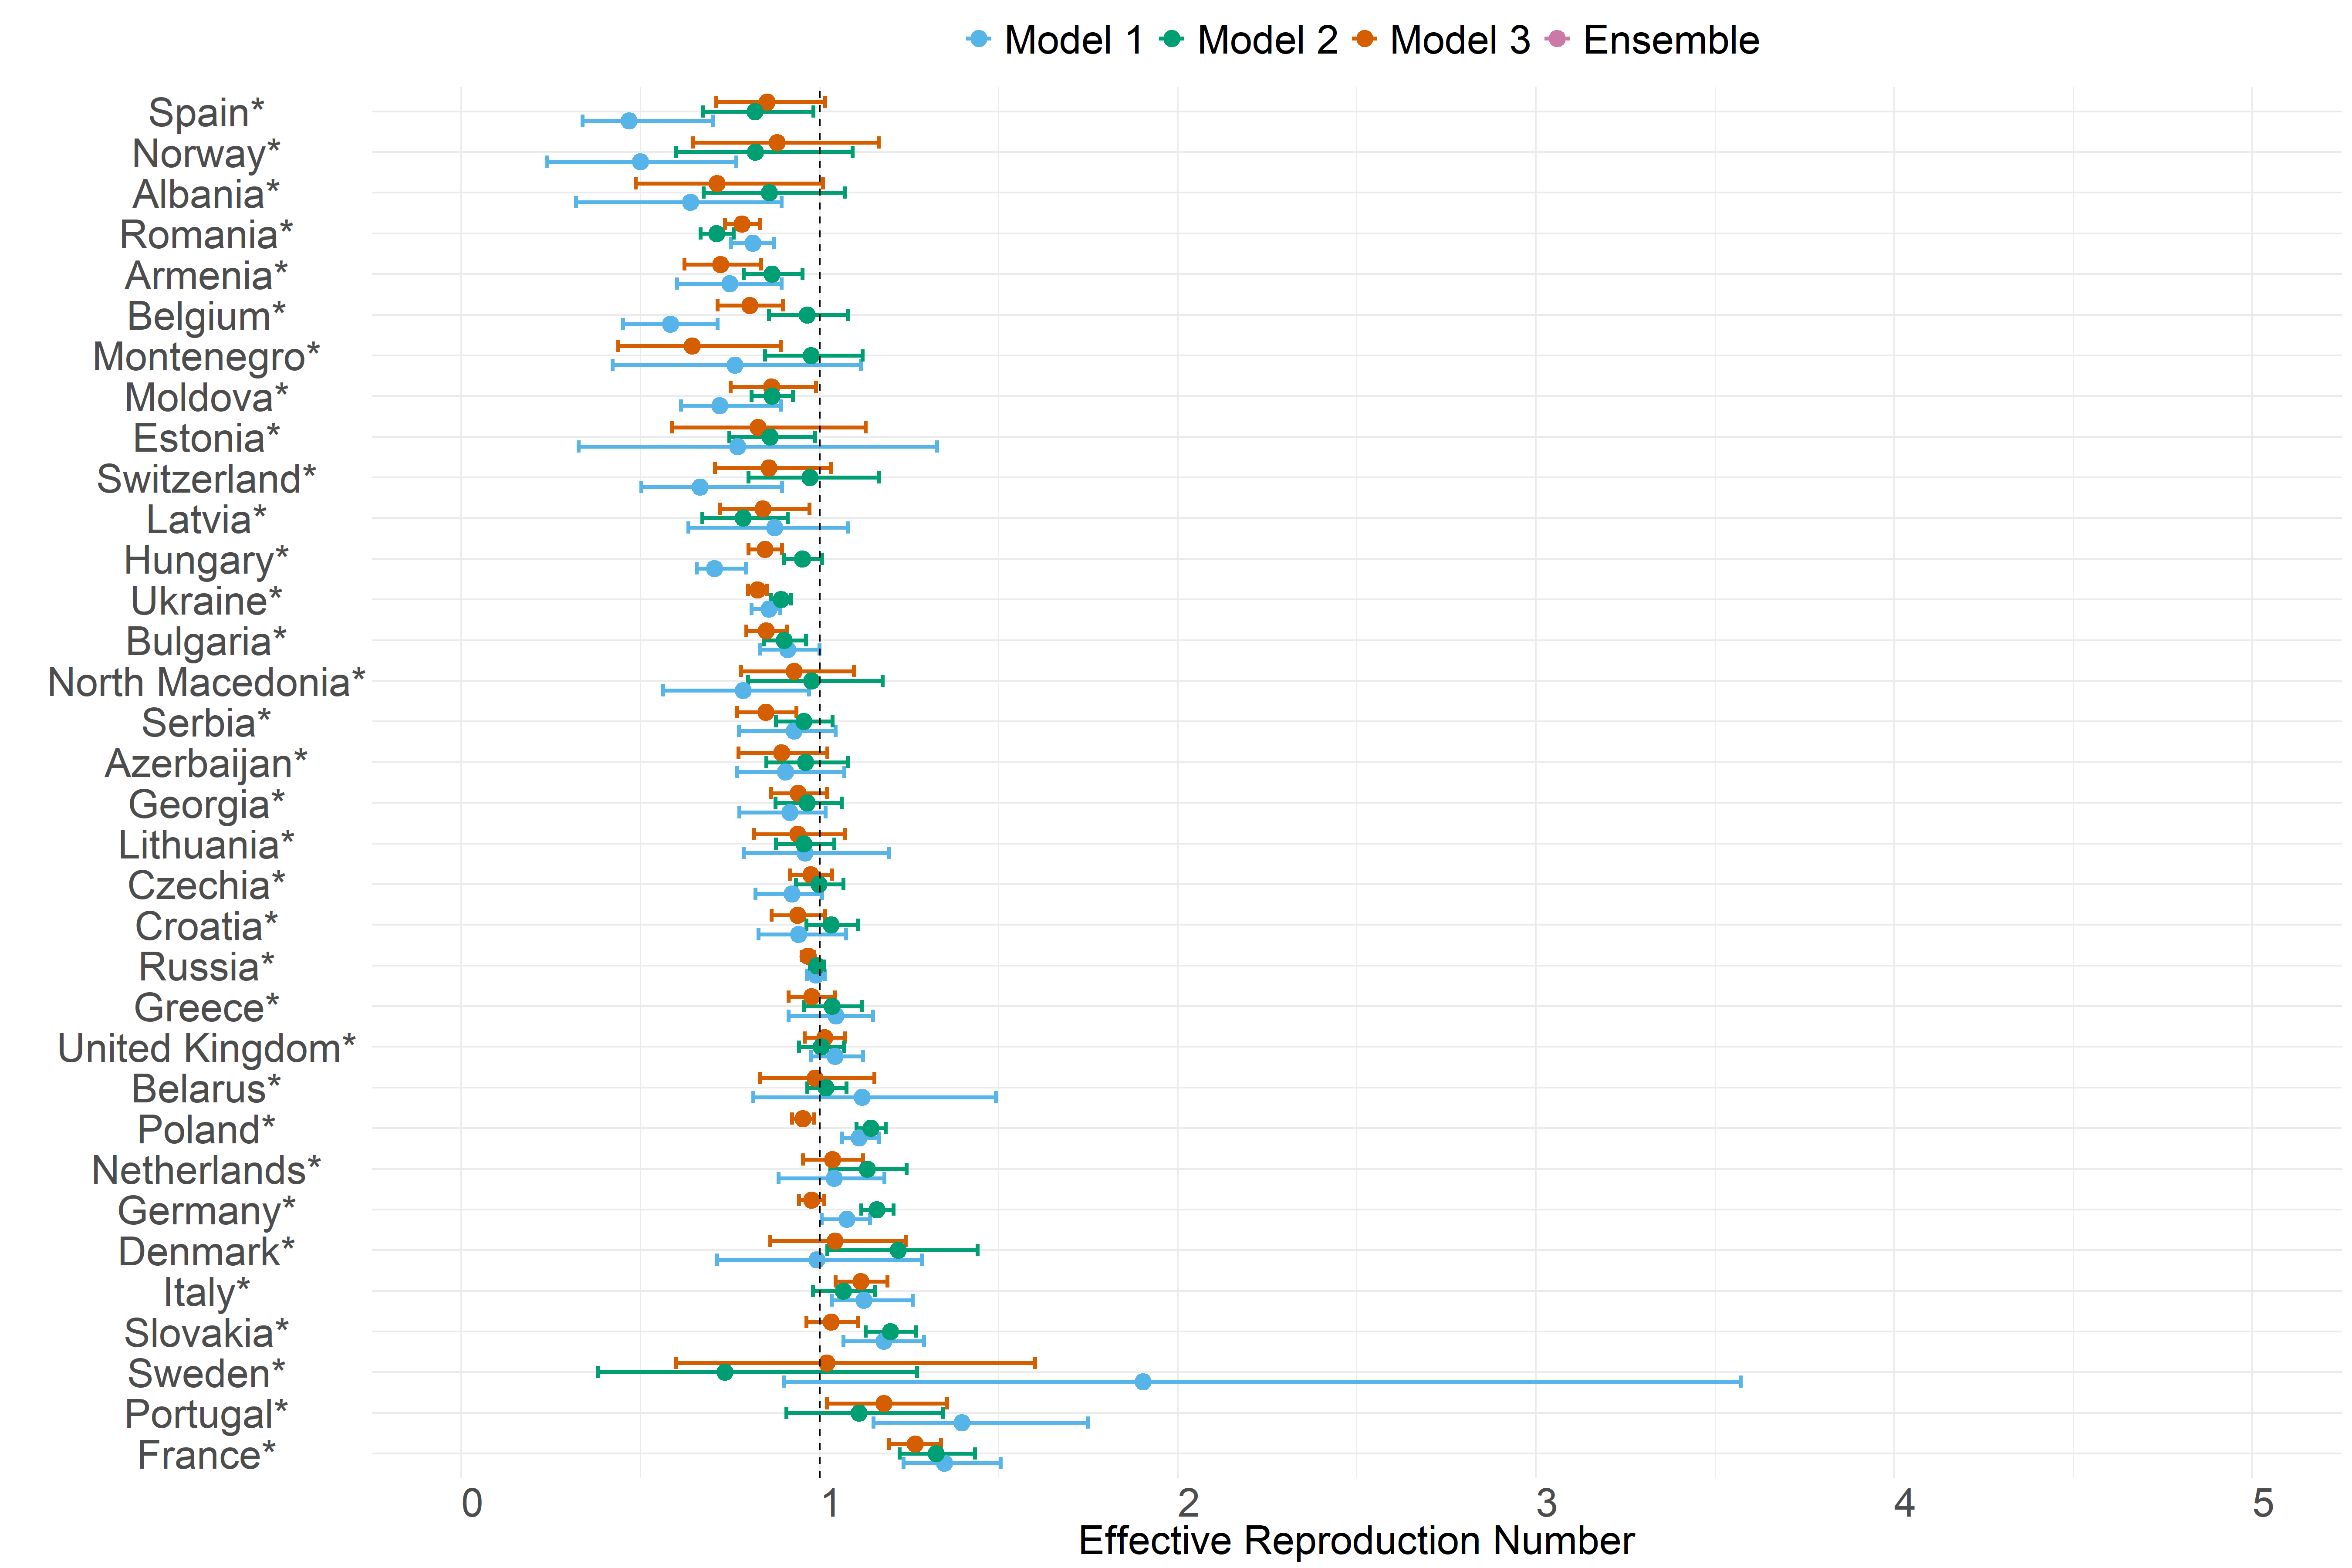 Model 1 Model 2 Model 3 Ensemble
Spain*
Norway*
Albania*
Romania*
Armenia*
Belgium*
Montenegro*
Moldova*
Estonia*
Switzerland*
Latvia*
Hungary*
Ukraine*
Bulgaria*
North Macedonia*
Serbia*
Azerbaijan*
Georgia*
Lithuania*
Czechia*
Croatia*
Russia*
Greece*
United Kingdom*
Belarus*
Poland*
Netherlands*
Germany*
Denmark*
Italy*
Slovakia*
Sweden*
Portugal*
France*
0 1 2 3 4 5
Effective Reproduction Number